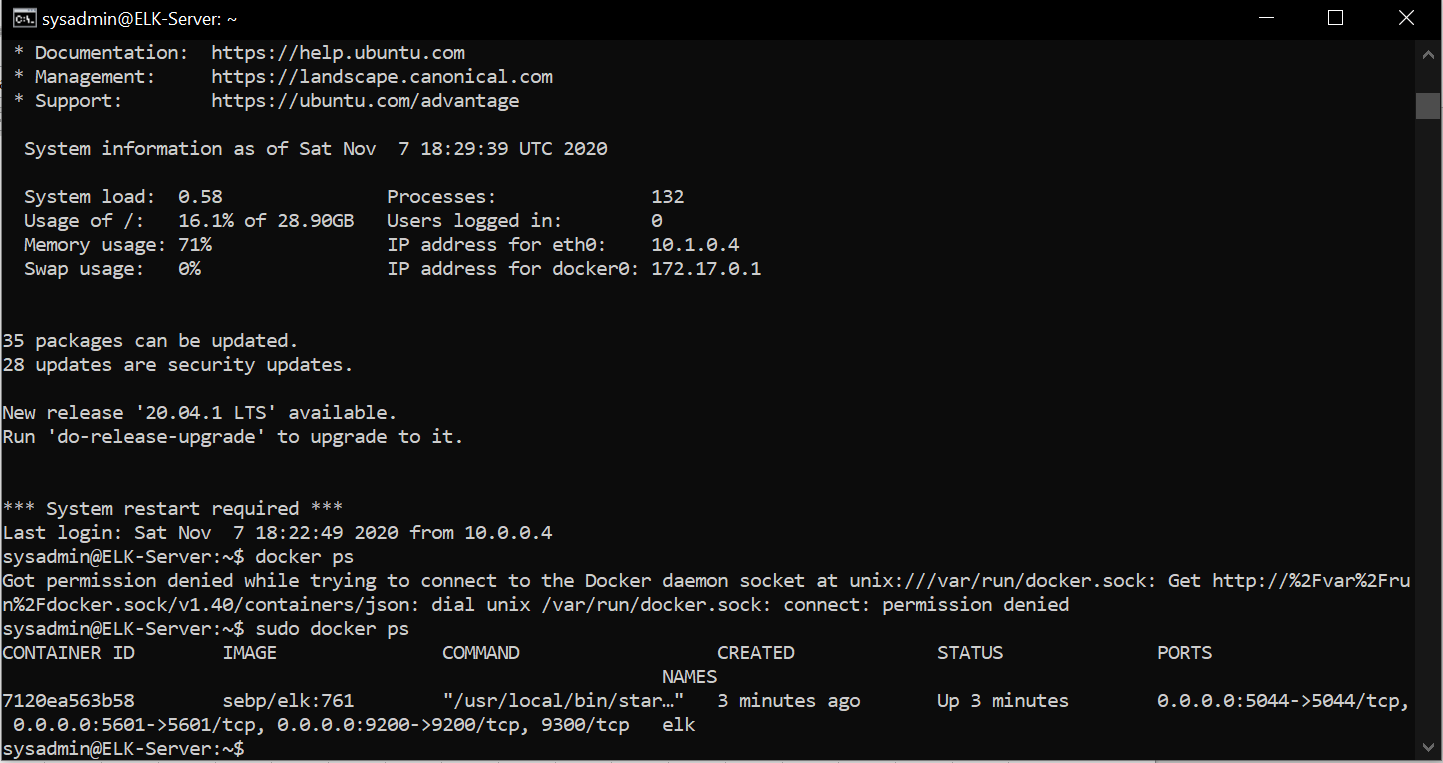 sysadmin@ELK-Server: ~
* Documentation:  https://help.ubuntu.com
* Management:     https://landscape.canonical.com
* Support:        https://ubuntu.com/advantage
System information as of Sat Nov  7 18:29:39 UTC 2020
System load:  0.58               Processes:              132
Usage of /:   16.1% of 28.90GB   Users logged in:        0
Memory usage: 71%                IP address for eth0:    10.1.0.4
Swap usage:   0%                 IP address for docker0: 172.17.0.1
35 packages can be updated.
28 updates are security updates.
New release '20.04.1 LTS' available.
Run 'do-release-upgrade' to upgrade to it.
*** System restart required ***
Last login: Sat Nov  7 18:22:49 2020 from 10.0.0.4
sysadmin@ELK-Server:~$ docker ps
Got permission denied while trying to connect to the Docker daemon socket at unix:///var/run/docker.sock: Get http://%2Fvar%2Fru
n%2Fdocker.sock/v1.40/containers/json: dial unix /var/run/docker.sock: connect: permission denied
sysadmin@ELK-Server:~$ sudo docker ps
CONTAINER ID        IMAGE               COMMAND                  CREATED             STATUS              PORTS
NAMES
7120ea563b58        sebp/elk:761        "/usr/local/bin/star…"   3 minutes ago       Up 3 minutes        0.0.0.0:5044->5044/tcp,
0.0.0.0:5601->5601/tcp, 0.0.0.0:9200->9200/tcp, 9300/tcp   elk
sysadmin@ELK-Server:~$